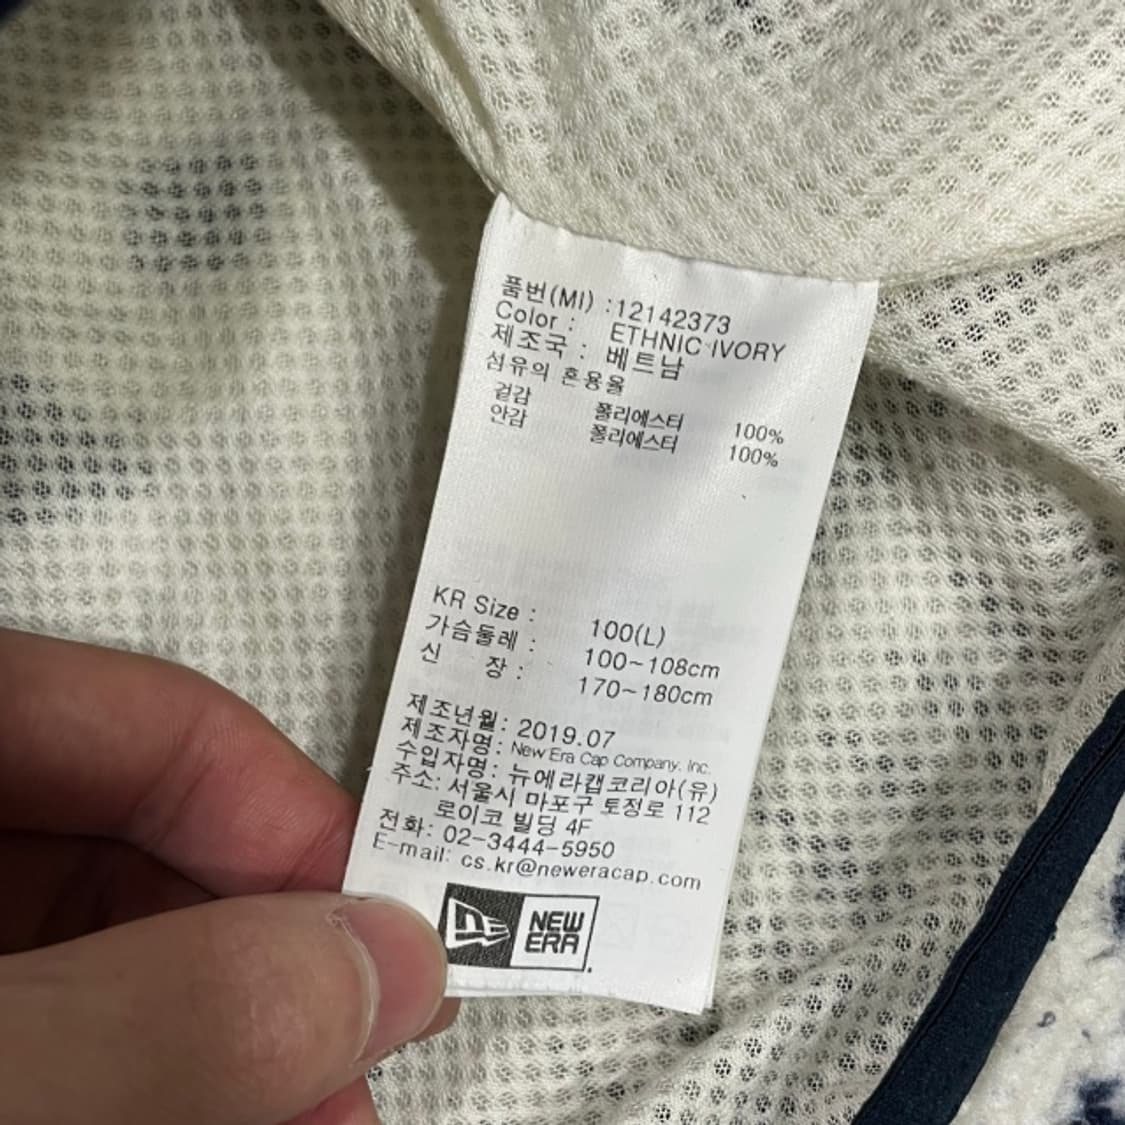 품번(MI) :12142373
Color : ETHNIC IVORY
제조국 : 베트남
섬유의 혼용율
겉감 폴리에스터 100%
안감 폴리에스터 100%
KR Size : 100(L)
가슴둘레 : 100~108cm
신 장 : 170~180cm
제조년월: 2019.07
제조자명: New Era Cap Company. Inc.
수입자명: 뉴에라캡코리아(유)
주소: 서울시 마포구 토정로 112
로이코 빌딩 4F
전화: 02-3444-5950
E-mail: cs.kr@neweracap.com
NEW
ERA